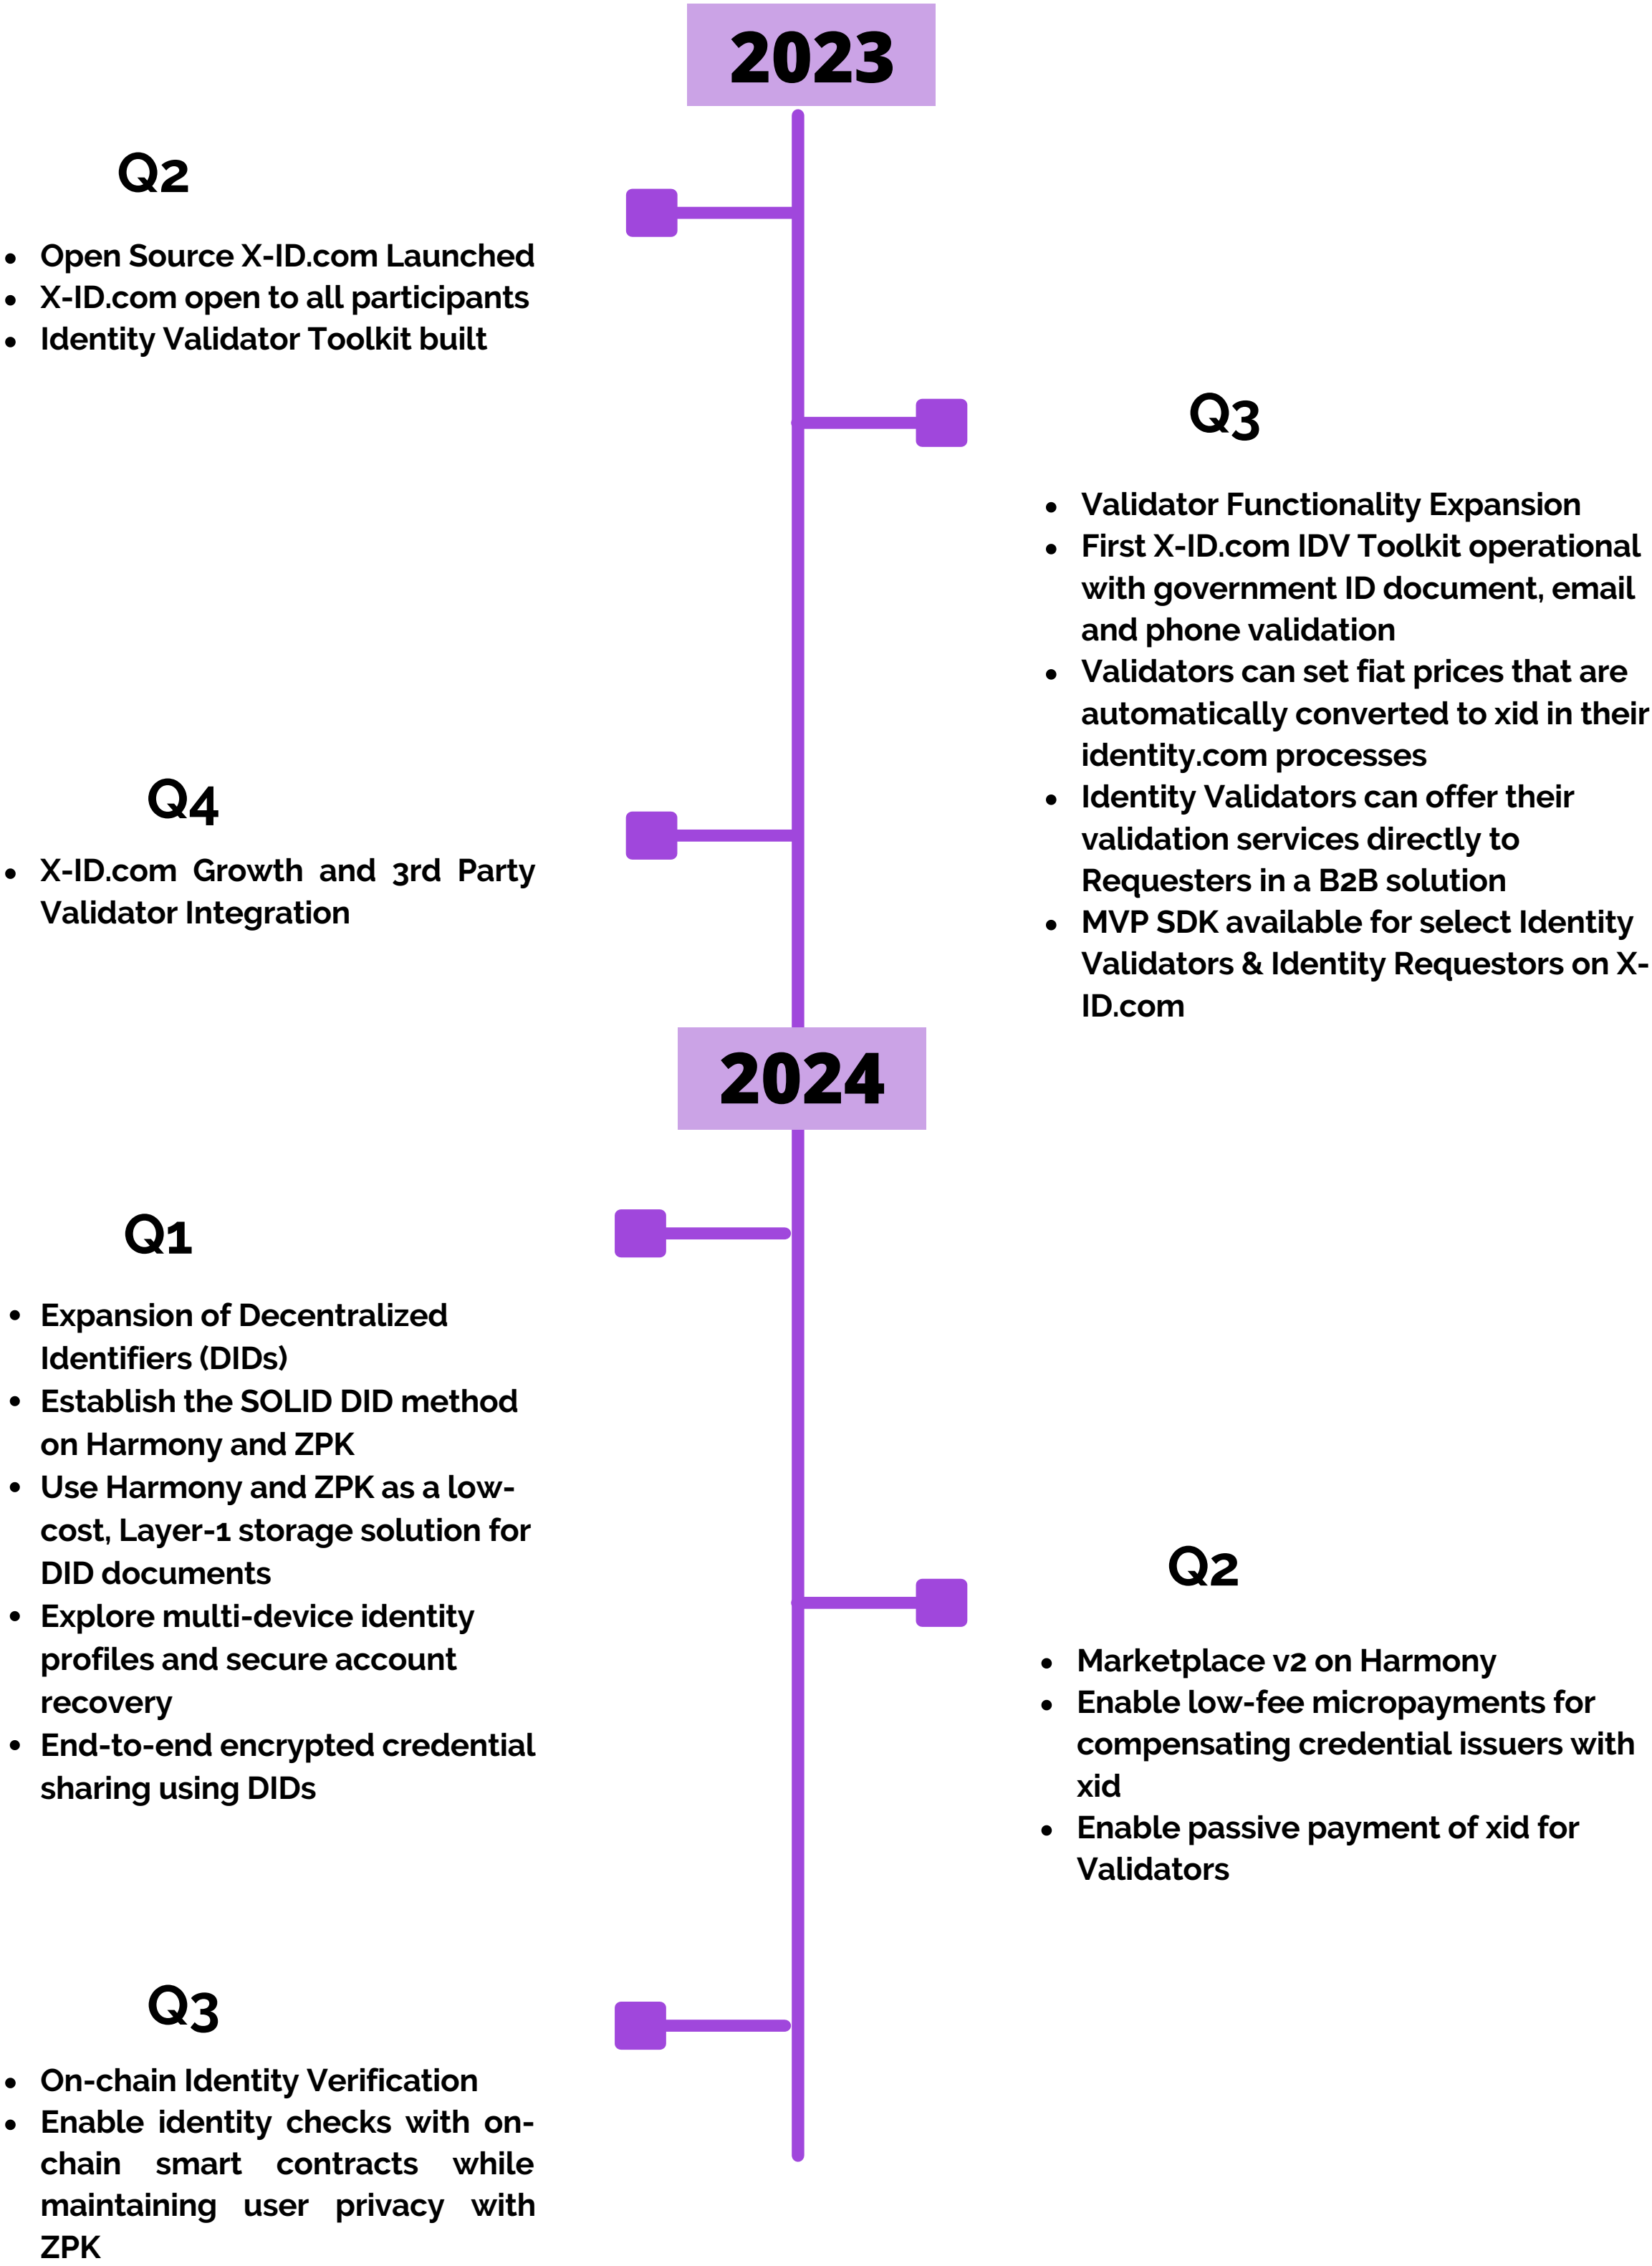 2023
Q2
• Open Source X-ID.com Launched
• X-ID.com open to all participants
• Identity Validator Toolkit built
Q3
• Validator Functionality Expansion
• First X-ID.com IDV Toolkit operational
with government ID document, email
and phone validation
• Validators can set fiat prices that are
automatically converted to xid in their
identity.com processes
• Identity Validators can offer their
validation services directly to
Requesters in a B2B solution
• MVP SDK available for select Identity
Validators & Identity Requestors on X-
ID.com
Q4
• X-ID.com Growth and 3rd Party
Validator Integration
2024
Q1
• Expansion of Decentralized
Identifiers (DIDs)
• Establish the SOLID DID method
on Harmony and ZPK
• Use Harmony and ZPK as a low-
cost, Layer-1 storage solution for
DID documents
• Explore multi-device identity
profiles and secure account
recovery
• End-to-end encrypted credential
sharing using DIDs
Q2
• Marketplace v2 on Harmony
• Enable low-fee micropayments for
compensating credential issuers with
xid
• Enable passive payment of xid for
Validators
Q3
• On-chain Identity Verification
• Enable identity checks with on-
chain smart contracts while
maintaining user privacy with
ZPK